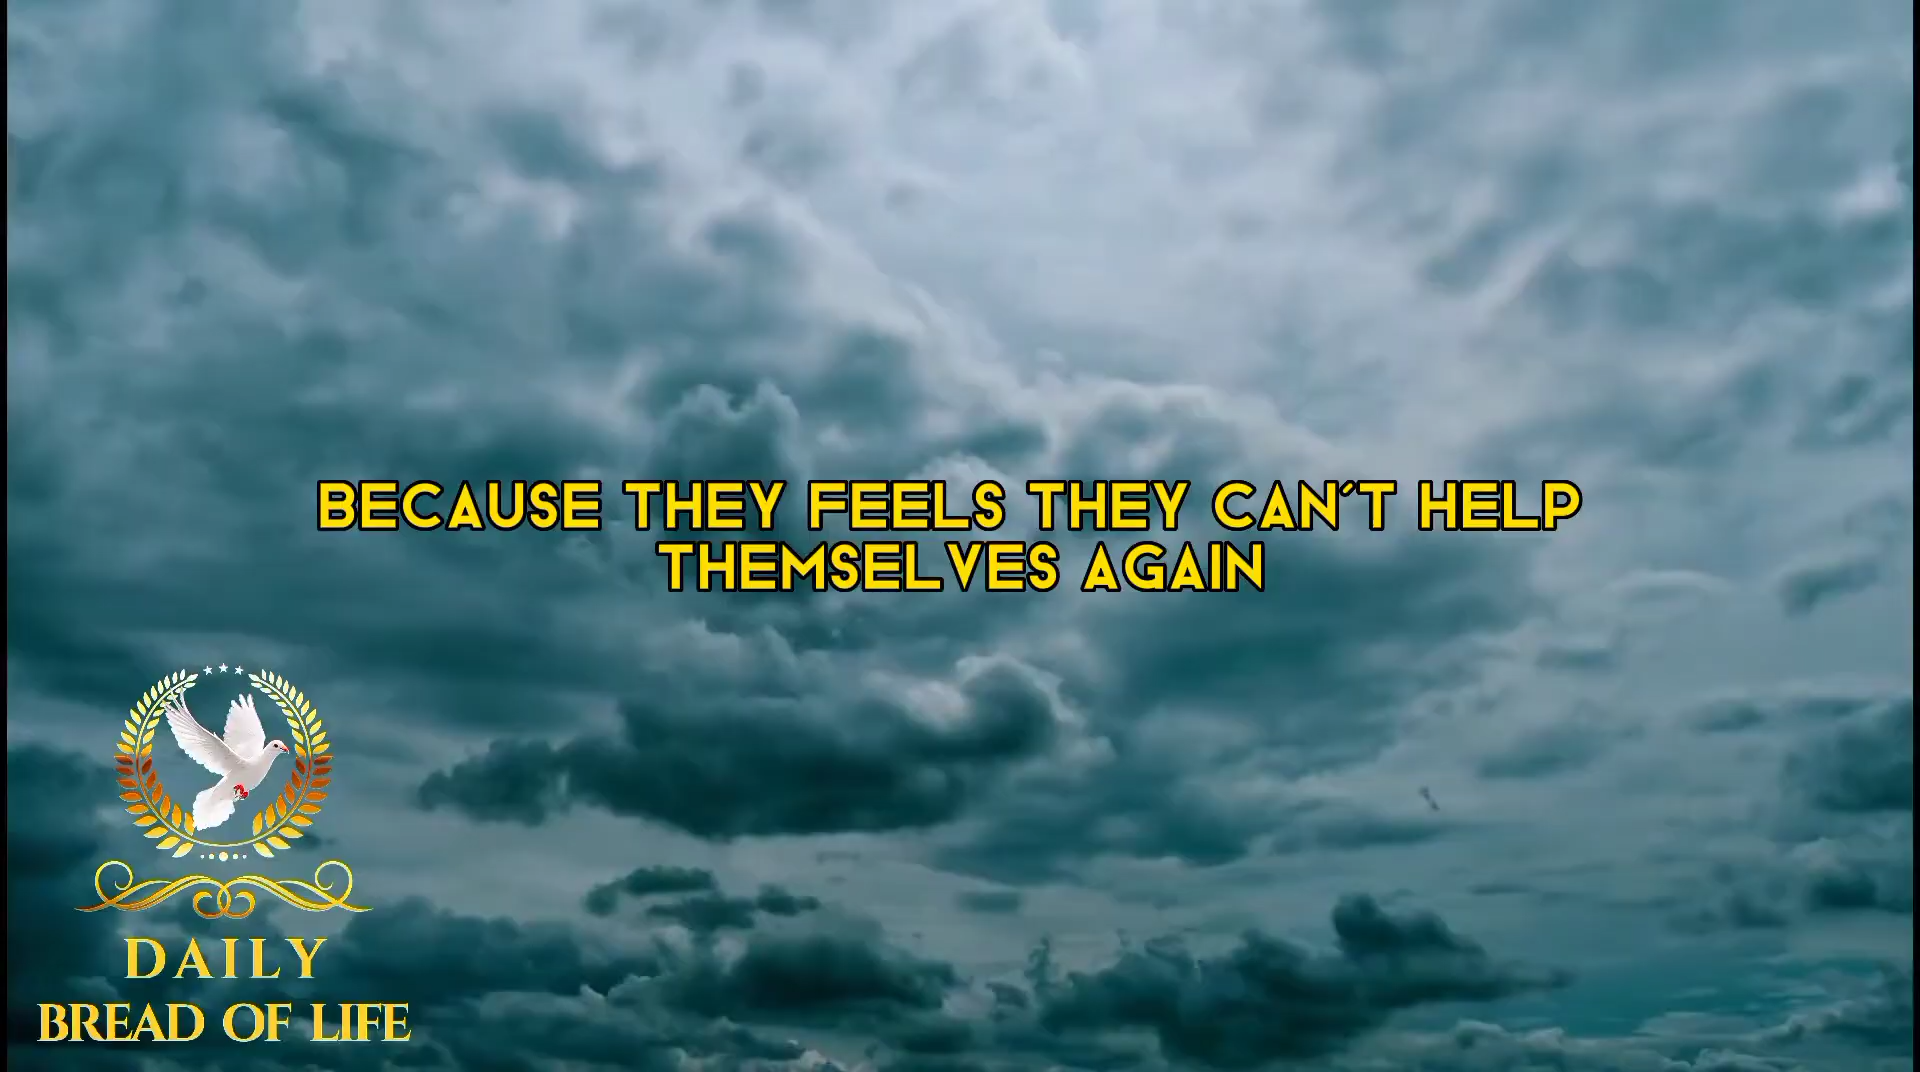 BECAUSE THEY FEELS THEY CAN'T HELP
THEMSELVES AGAIN
DAILY
BREAD OF LIFE